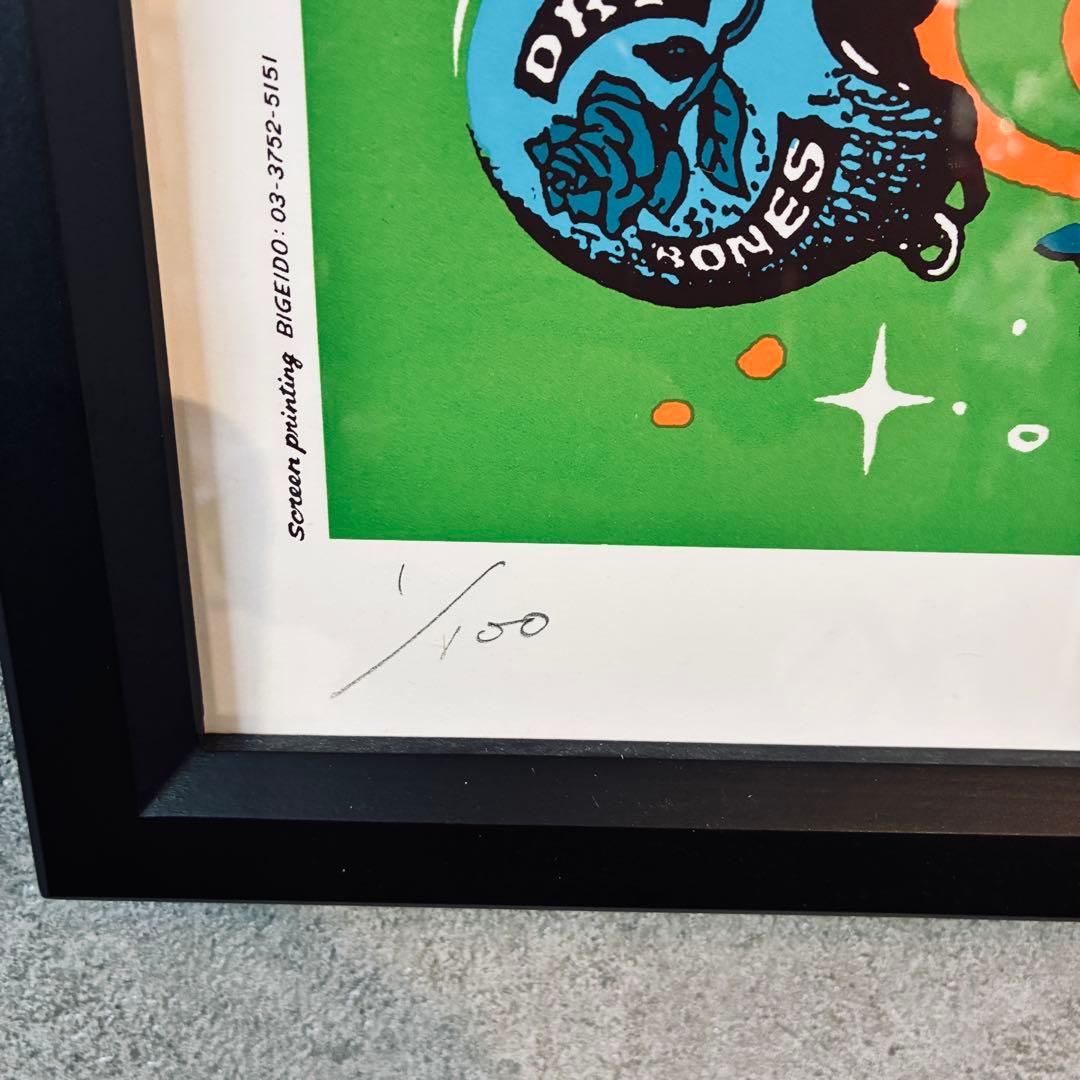 BONES
Screen printing BIGEIDO: 03-3752-5151
1/100